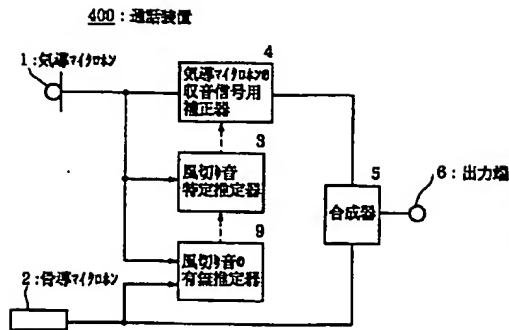 400：通話装置
1：気導マイクロホン
4
気導マイクロホンの
収音信号用
補正器
3
風切り音
特定推定器
5
合成器
6：出力端
9
風切り音の
有無推定器
2：骨導マイクロホン